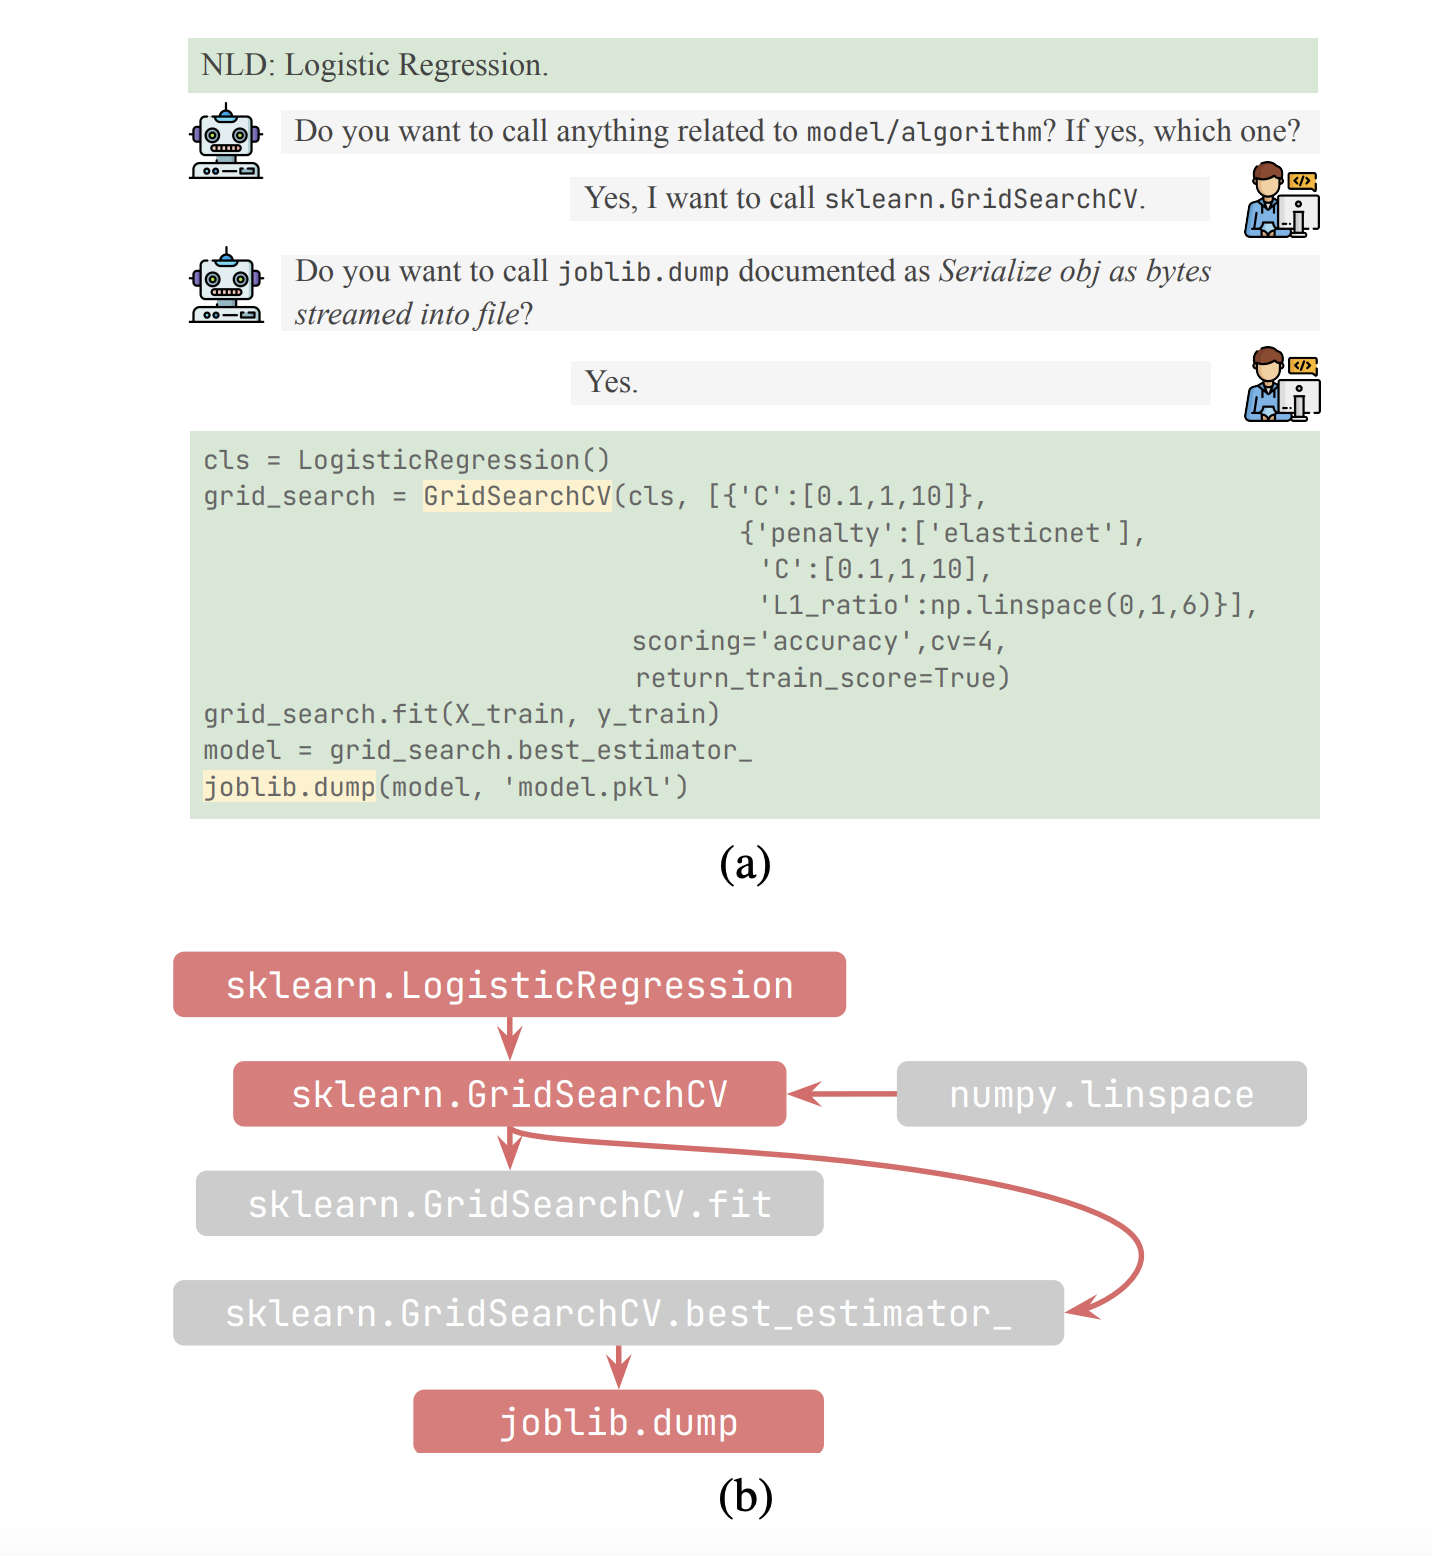 NLD: Logistic Regression.
Do you want to call anything related to model/algorithm? If yes, which one?
</>
Yes, I want to call sklearn.GridSearchCV.
Do you want to call joblib.dump documented as Serialize obj as bytes
streamed into file?
</>
Yes.
cls = LogisticRegression()
grid_search = GridSearchCV(cls, [{'C':[0.1,1,10]},
{'penalty':['elasticnet'],
'C':[0.1,1,10],
'L1_ratio':np.linspace(0,1,6)}],
scoring='accuracy',cv=4,
return_train_score=True)
grid_search.fit(X_train, y_train)
model = grid_search.best_estimator_
joblib.dump(model, 'model.pkl')
(a)
sklearn.LogisticRegression
sklearn.GridSearchCV
numpy.linspace
sklearn.GridSearchCV.fit
sklearn.GridSearchCV.best_estimator_
joblib.dump
(b)